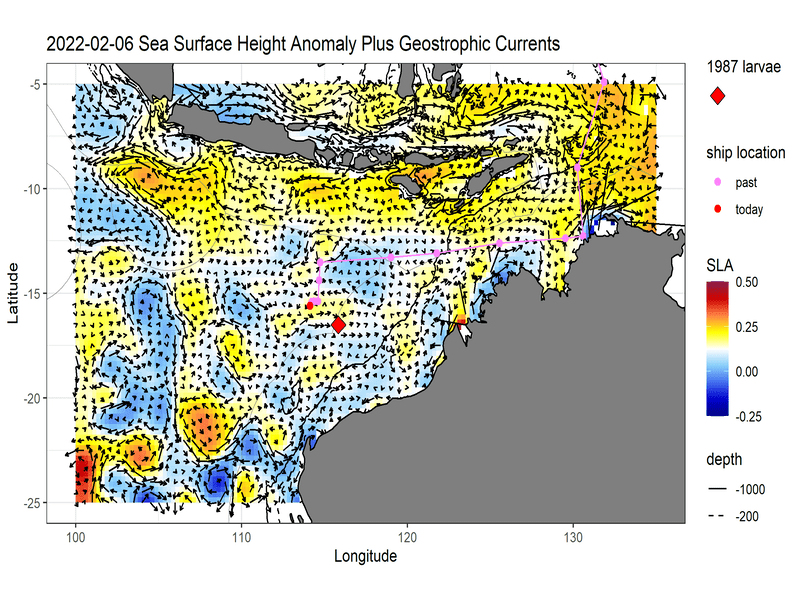 2022-02-06 Sea Surface Height Anomaly Plus Geostrophic Currents
-5
-10
-15
-20
-25
Latitude
100
110
120
130
Longitude
1987 larvae
ship location
past
today
SLA
0.50
0.25
0.00
-0.25
depth
-1000
-200